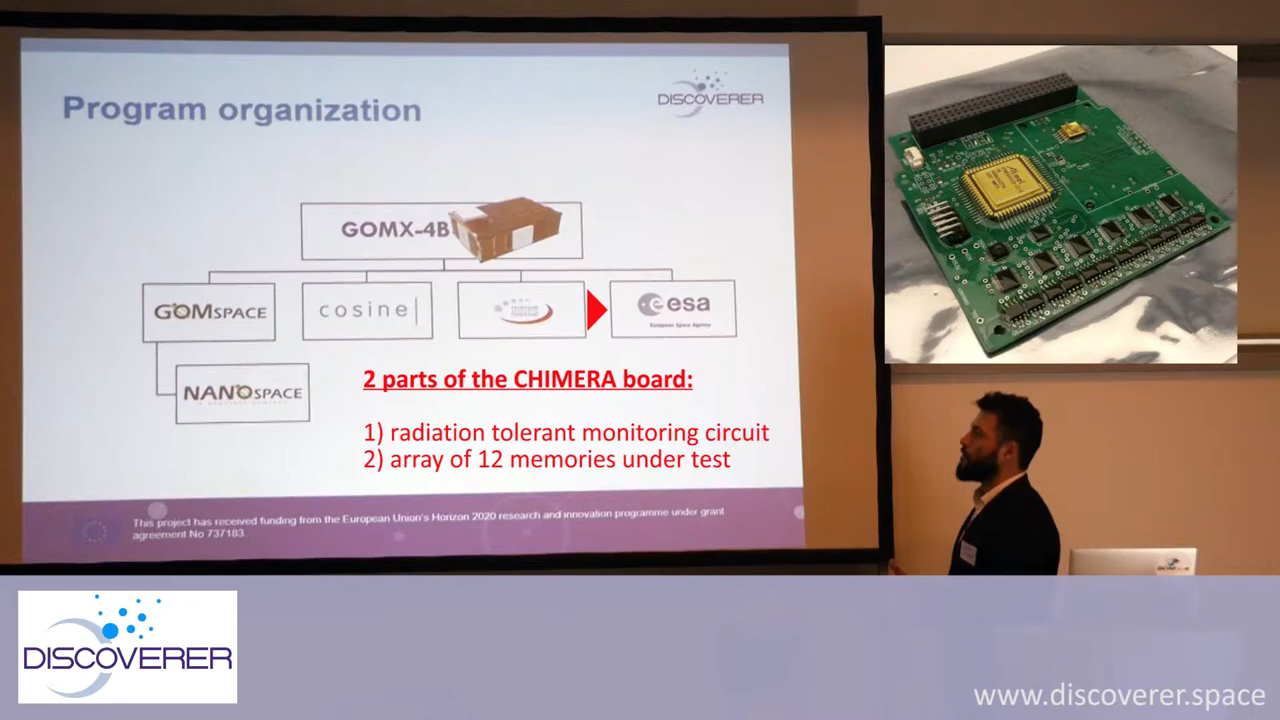 Program organization
DISCOVERER
GOMX-4B
GOMSPACE
cosine
esa
European Space Agency
NANOSPACE
2 parts of the CHIMERA board:
1) radiation tolerant monitoring circuit
2) array of 12 memories under test
This project has received funding from the European Union's Horizon 2020 research and innovation programme under grant
agreement No 737183.
Atmel
DISCOVERER
www.discoverer.space